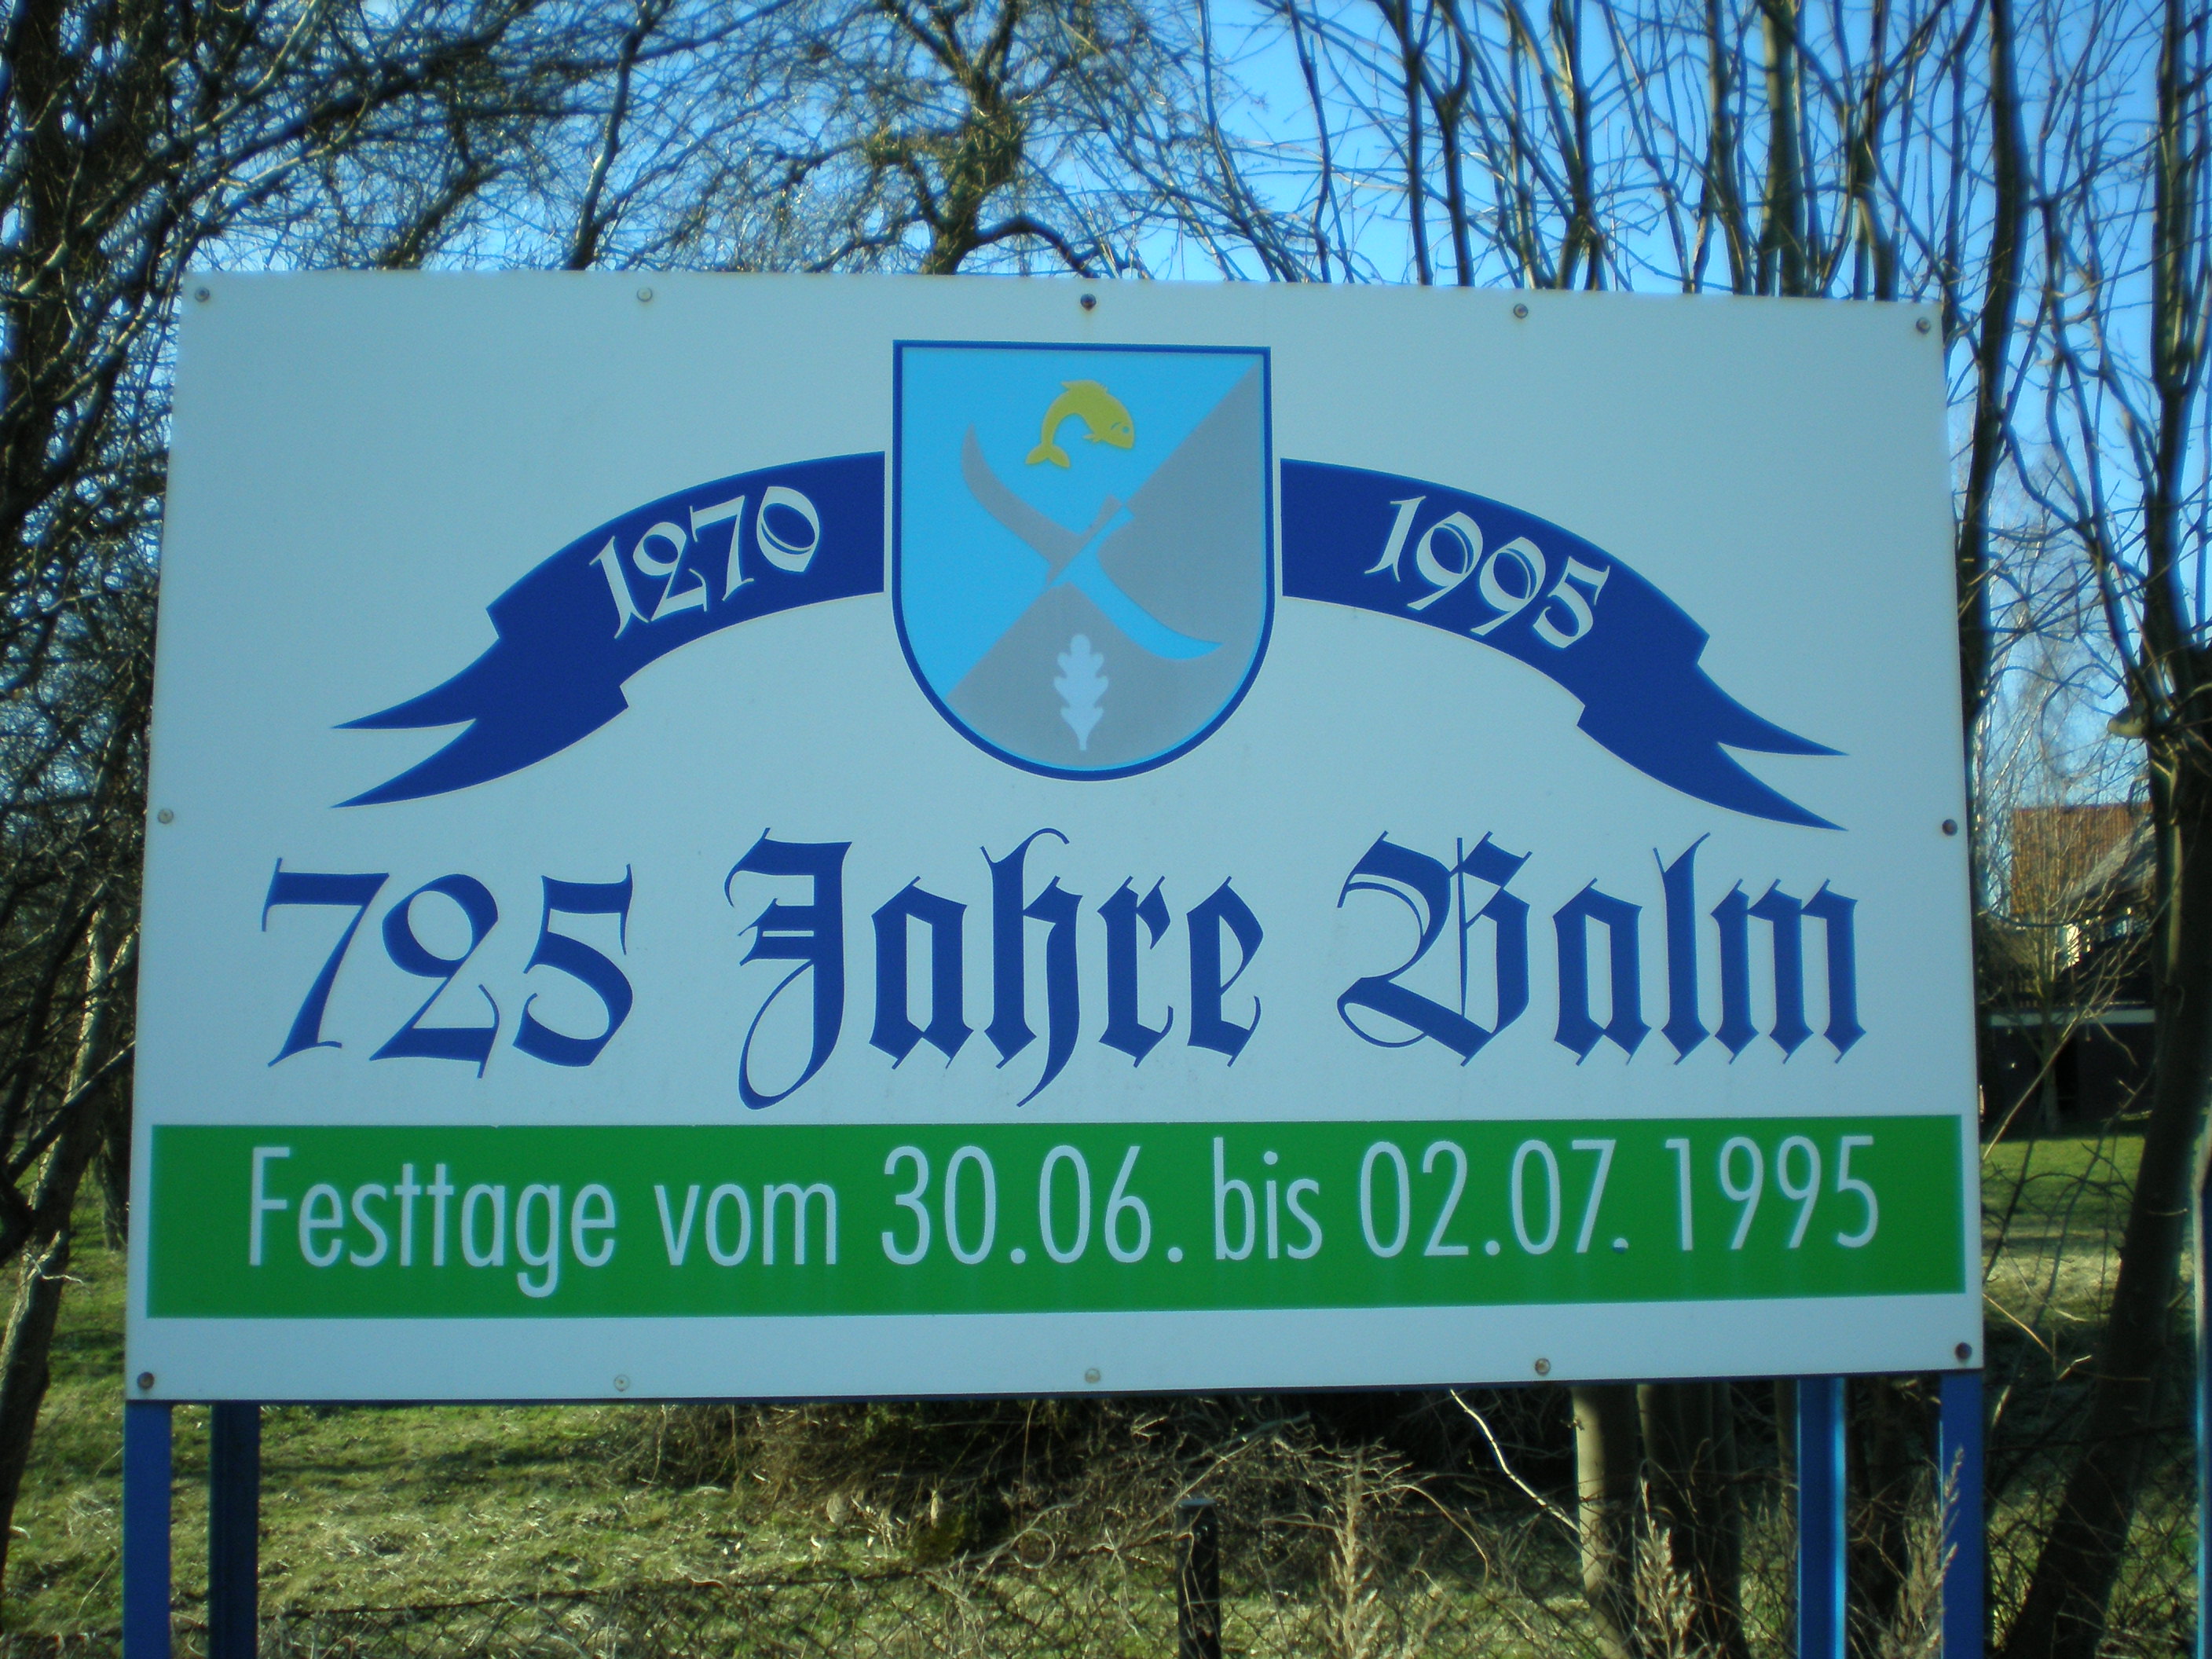 1270 1995
725 Jahre Balm
Festtage vom 30.06. bis 02.07. 1995